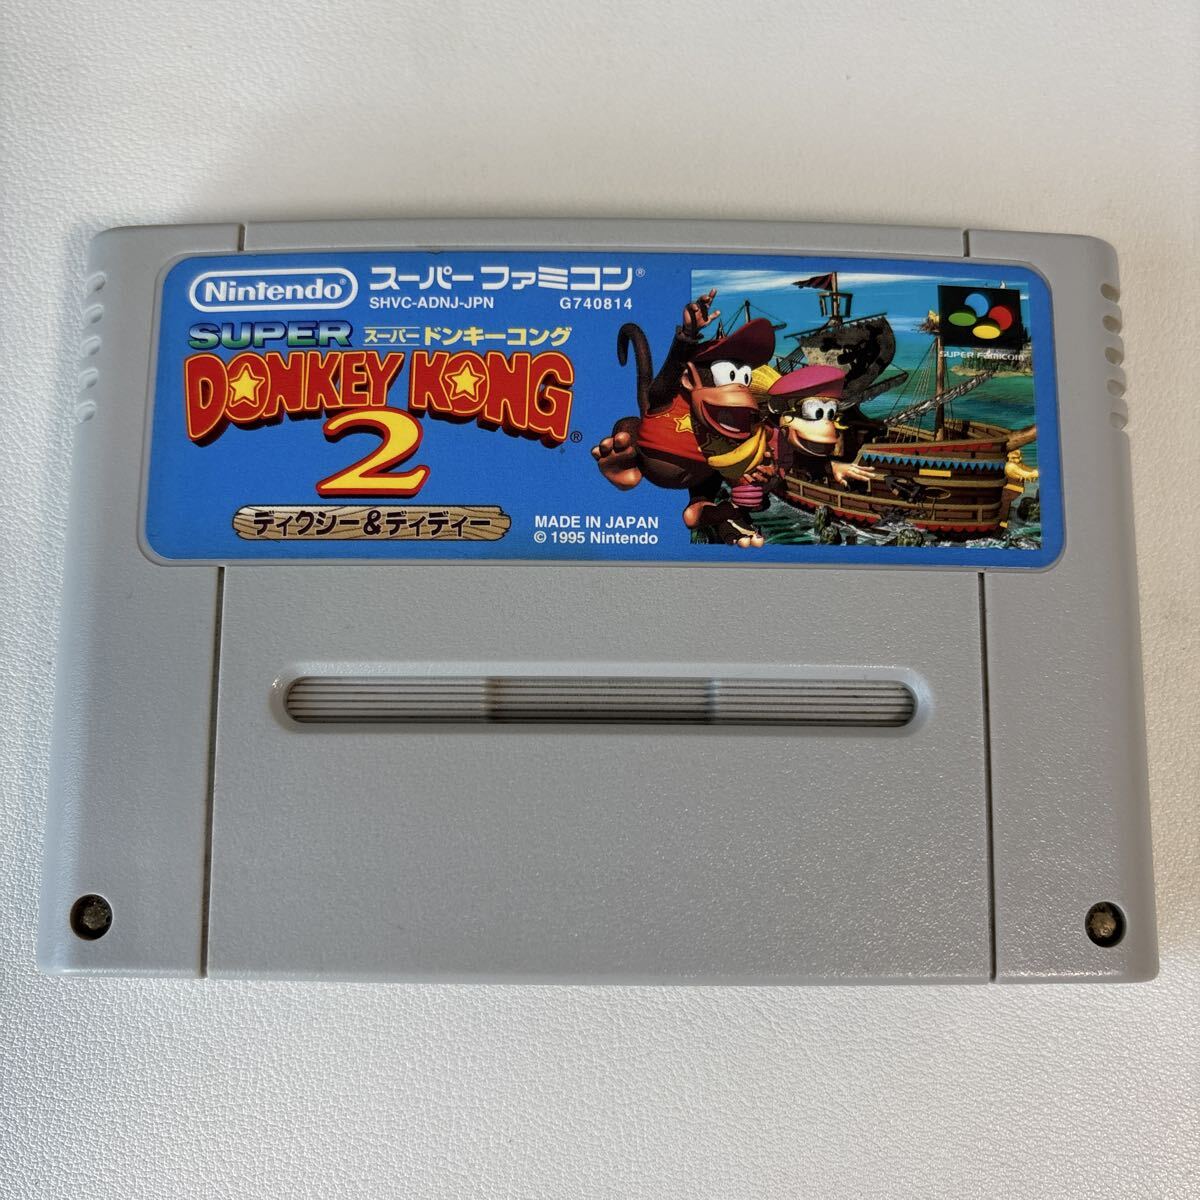 Nintendo®
スーパーファミコン®
SHVC-ADNJ-JPN G740814
SUPER スーパードンキーコング
DONKEY KONG®
2
ディクシー&ディディー
MADE IN JAPAN
© 1995 Nintendo
SUPER FAMICOM